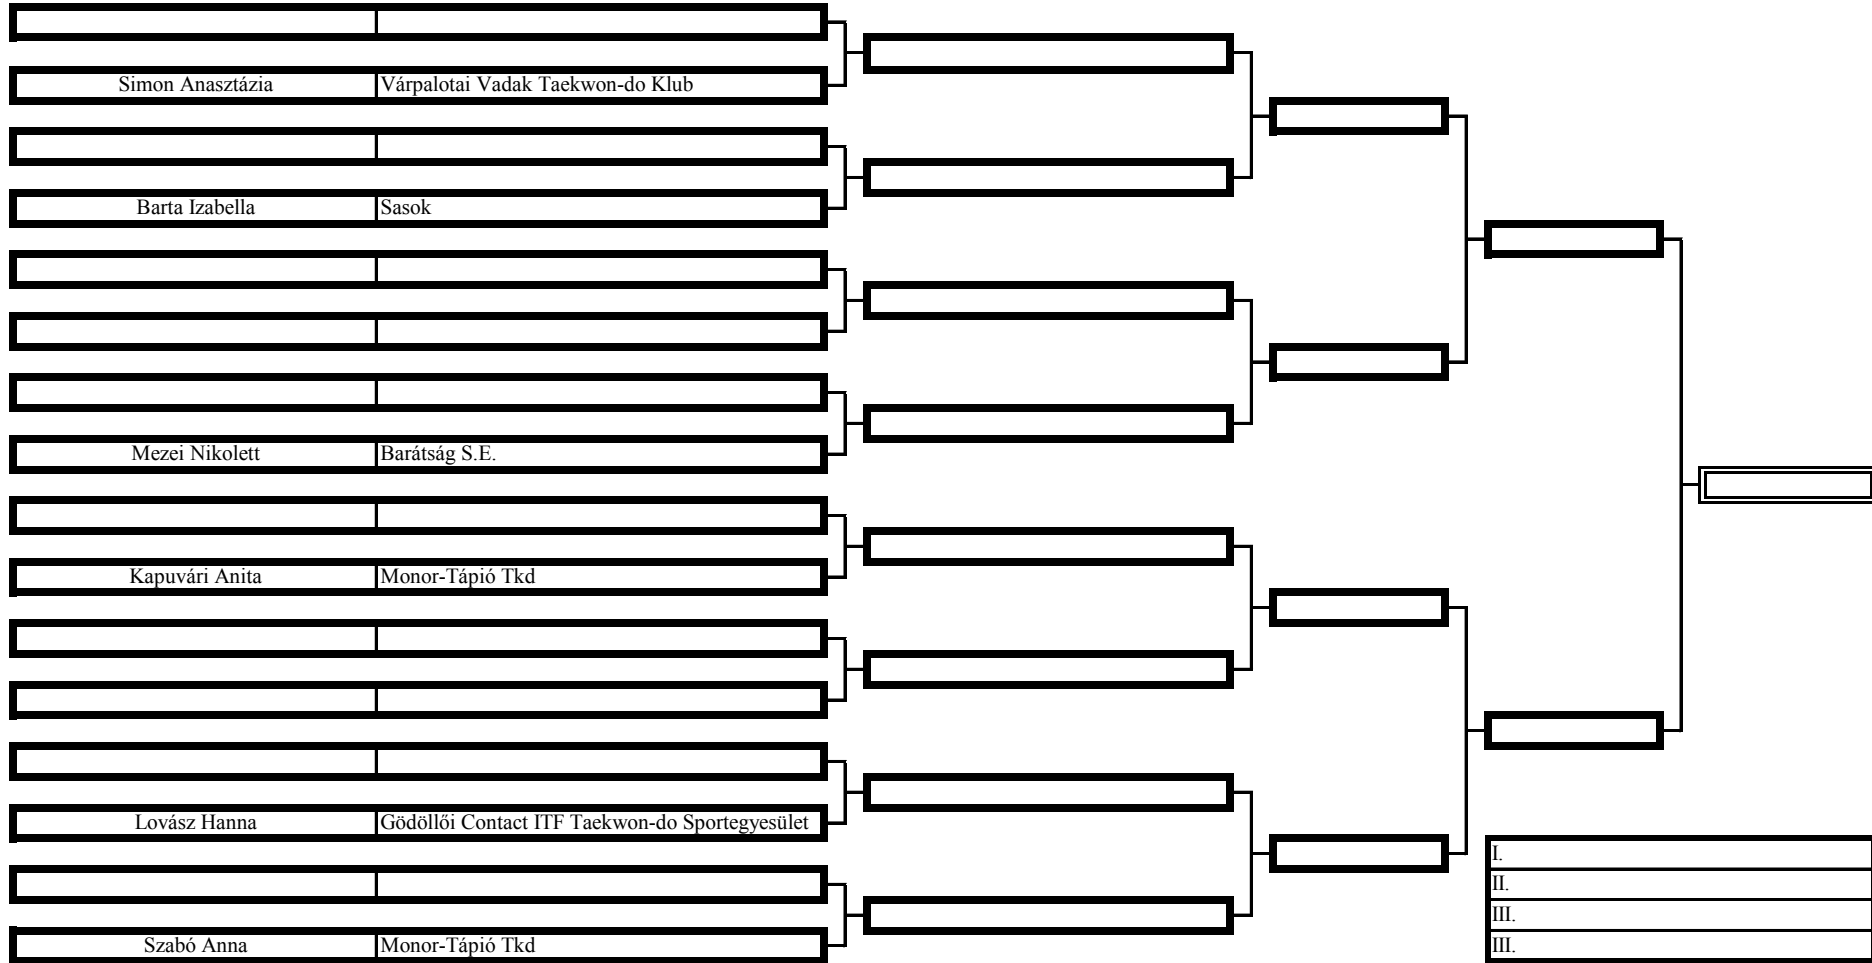 Simon Anasztázia Várpalotai Vadak Taekwon-do Klub
Barta Izabella Sasok
Mezei Nikolett Barátság S.E.
Kapuvári Anita Monor-Tápió Tkd
Lovász Hanna Gödöllői Contact ITF Taekwon-do Sportegyesület
Szabó Anna Monor-Tápió Tkd
I.
II.
III.
III.